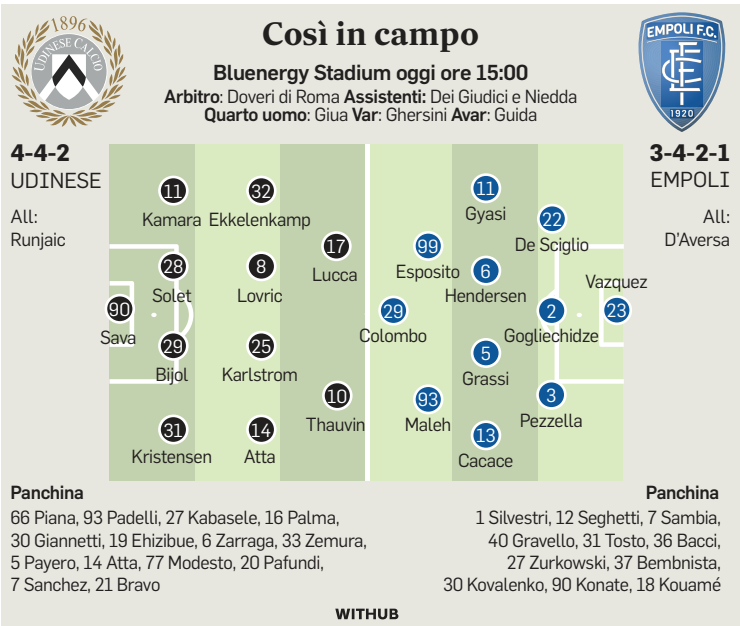 1896
UDINESE CALCIO
Così in campo
EMPOLI F.C.
1920
Bluenergy Stadium oggi ore 15:00
Arbitro: Doveri di Roma Assistenti: Dei Giudici e Niedda
Quarto uomo: Giua Var: Ghersini Avar: Guida
4-4-2
UDINESE
All:
Runjaic
3-4-2-1
EMPOLI
All:
D'Aversa
90
Sava
11
Kamara
28
Solet
29
Bijol
31
Kristensen
32
Ekkelenkamp
8
Lovric
25
Karlstrom
14
Atta
17
Lucca
10
Thauvin
29
Colombo
99
Esposito
93
Maleh
11
Gyasi
6
Hendersen
5
Grassi
13
Cacace
22
De Sciglio
2
Gogliechidze
3
Pezzella
Vazquez
23
Panchina
66 Piana, 93 Padelli, 27 Kabasele, 16 Palma,
30 Giannetti, 19 Ehizibue, 6 Zarraga, 33 Zemura,
5 Payero, 14 Atta, 77 Modesto, 20 Pafundi,
7 Sanchez, 21 Bravo
Panchina
1 Silvestri, 12 Seghetti, 7 Sambia,
40 Gravello, 31 Tosto, 36 Bacci,
27 Zurkowski, 37 Bembnista,
30 Kovalenko, 90 Konate, 18 Kouamé
WITHUB